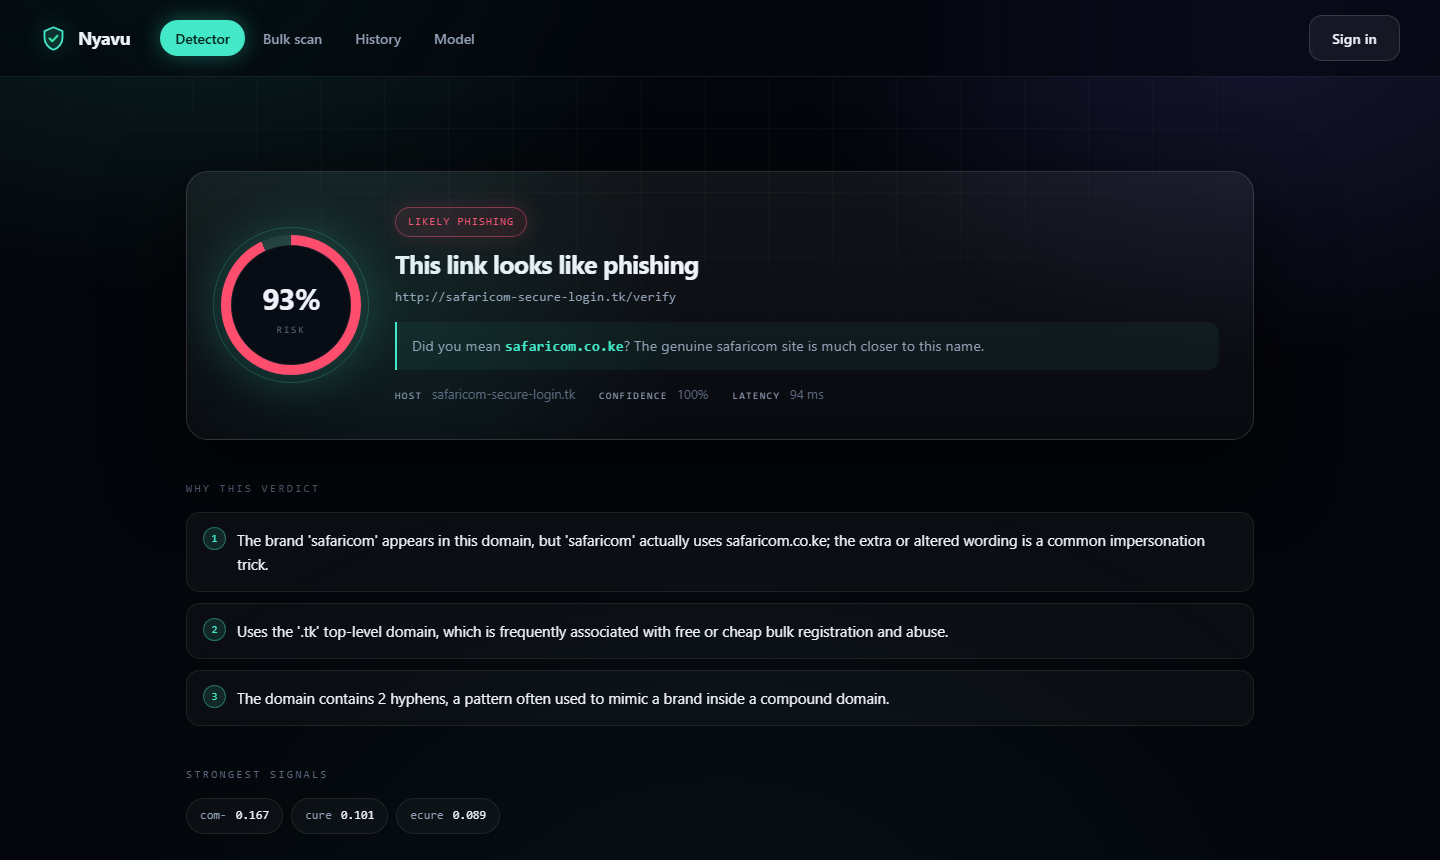 Nyavu
Detector
Bulk scan
History
Model
Sign in
93%
RISK
LIKELY PHISHING
This link looks like phishing
http://safaricom-secure-login.tk/verify
Did you mean safaricom.co.ke? The genuine safaricom site is much closer to this name.
HOST safaricom-secure-login.tk CONFIDENCE 100% LATENCY 94 ms
WHY THIS VERDICT
1 The brand 'safaricom' appears in this domain, but 'safaricom' actually uses safaricom.co.ke; the extra or altered wording is a common impersonation
trick.
2 Uses the '.tk' top-level domain, which is frequently associated with free or cheap bulk registration and abuse.
3 The domain contains 2 hyphens, a pattern often used to mimic a brand inside a compound domain.
STRONGEST SIGNALS
com- 0.167
cure 0.101
ecure 0.089